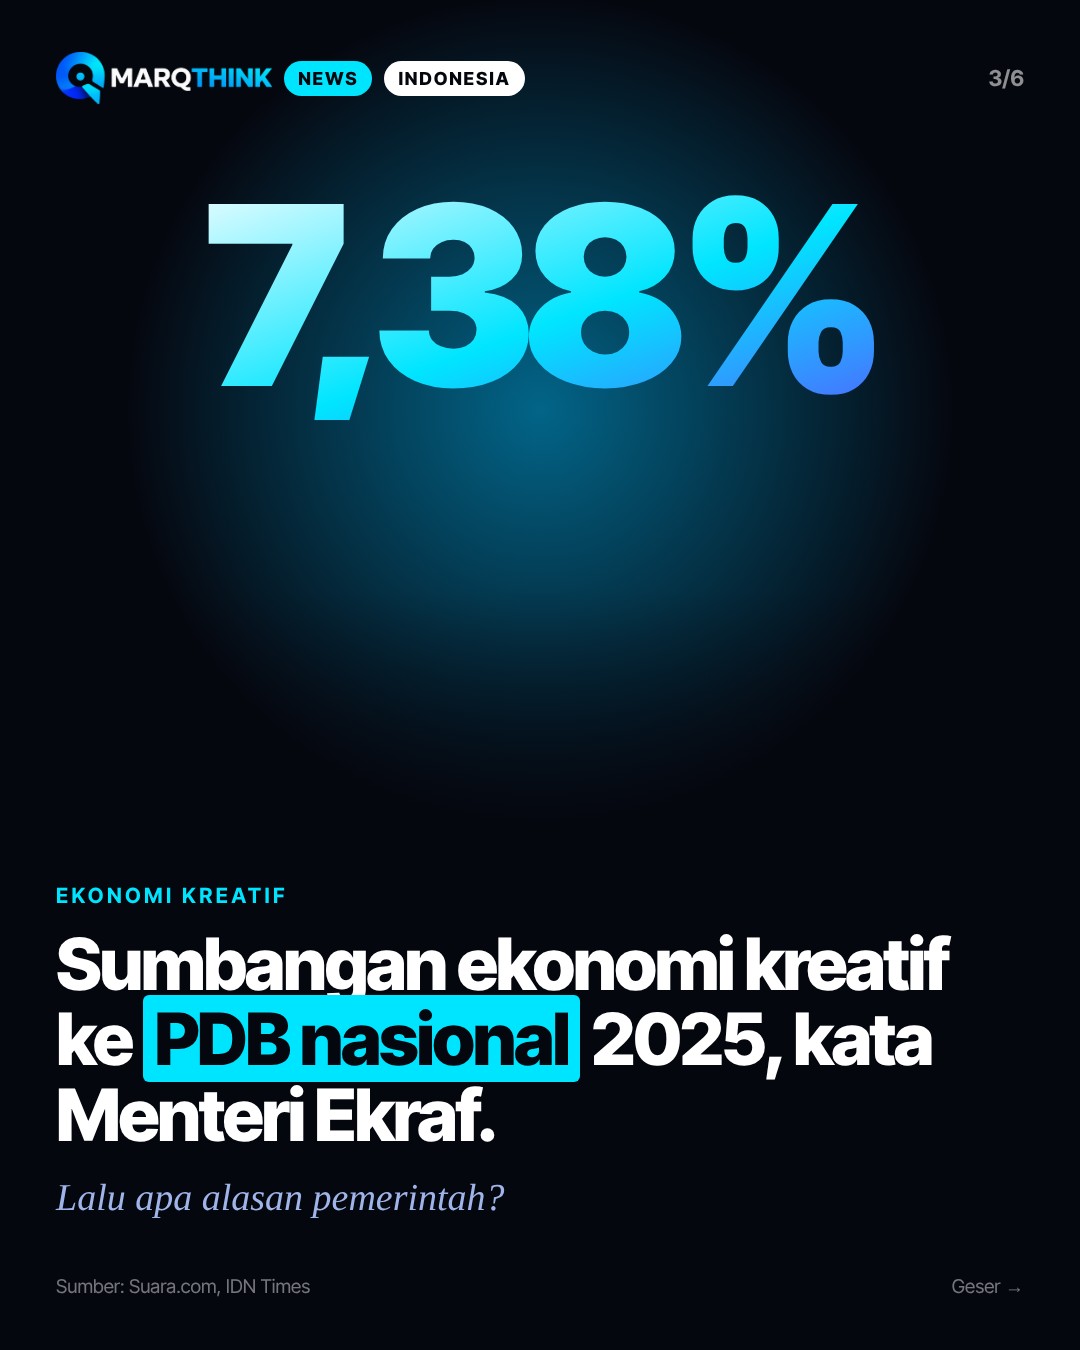 MARQTHINK NEWS INDONESIA 3/6
7,38%
EKONOMI KREATIF
Sumbangan ekonomi kreatif
ke PDB nasional 2025, kata
Menteri Ekraf.
Lalu apa alasan pemerintah?
Sumber: Suara.com, IDN Times Geser →